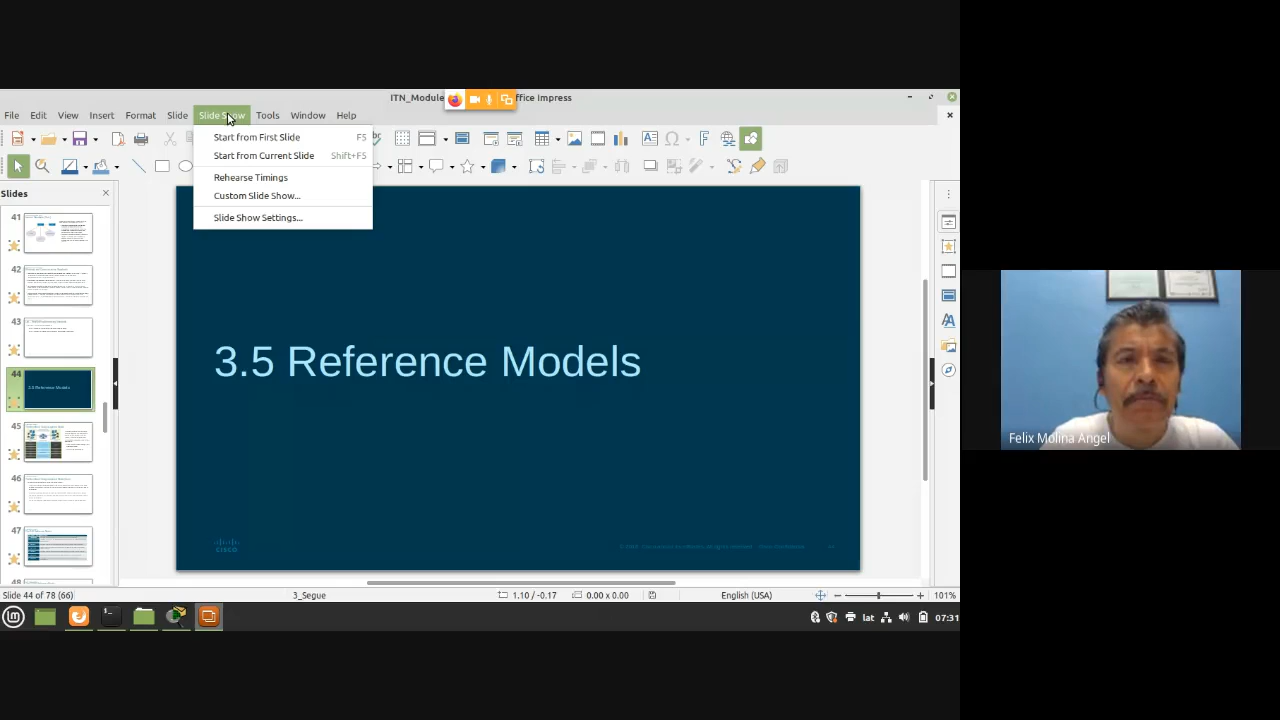 ITN_Module
ffice Impress
File Edit View Insert Format Slide Slide Show Tools Window Help
Start from First Slide F5
Start from Current Slide Shift+F5
Rehearse Timings
Custom Slide Show...
Slide Show Settings...
Slides
41
42
43
44
3.5 Reference Models
45
46
47
48
3.5 Reference Models
CISCO
Felix Molina Angel
Slide 44 of 78 (66) 3_Segue 1.10 / -0.17 0.00 x 0.00 English (USA) 101%
lat 07:31